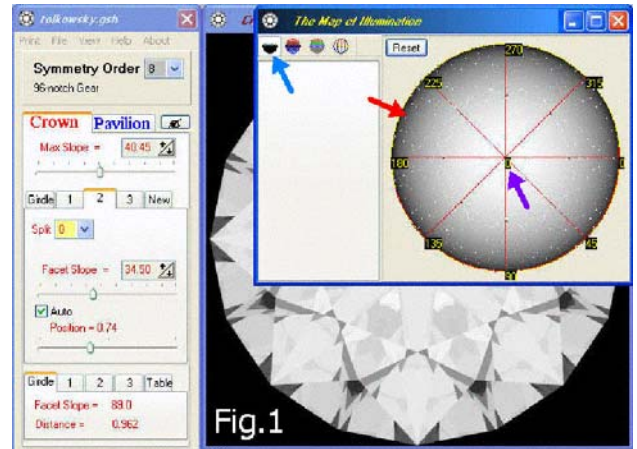 tolkowsky.gsh
Print File View Help About
Symmetry Order 8
96-notch Gear
Crown Pavilion
Max Slope = 40.45
Girdle 1 2 3 New
Split 0
Facet Slope = 34.50
Auto
Position = 0.74
Girdle 1 2 3 Table
Facet Slope = 89.0
Distance = 0.962
The Map of Illumination
Reset
270
225 315
180 0 0
135 45
90
Fig.1